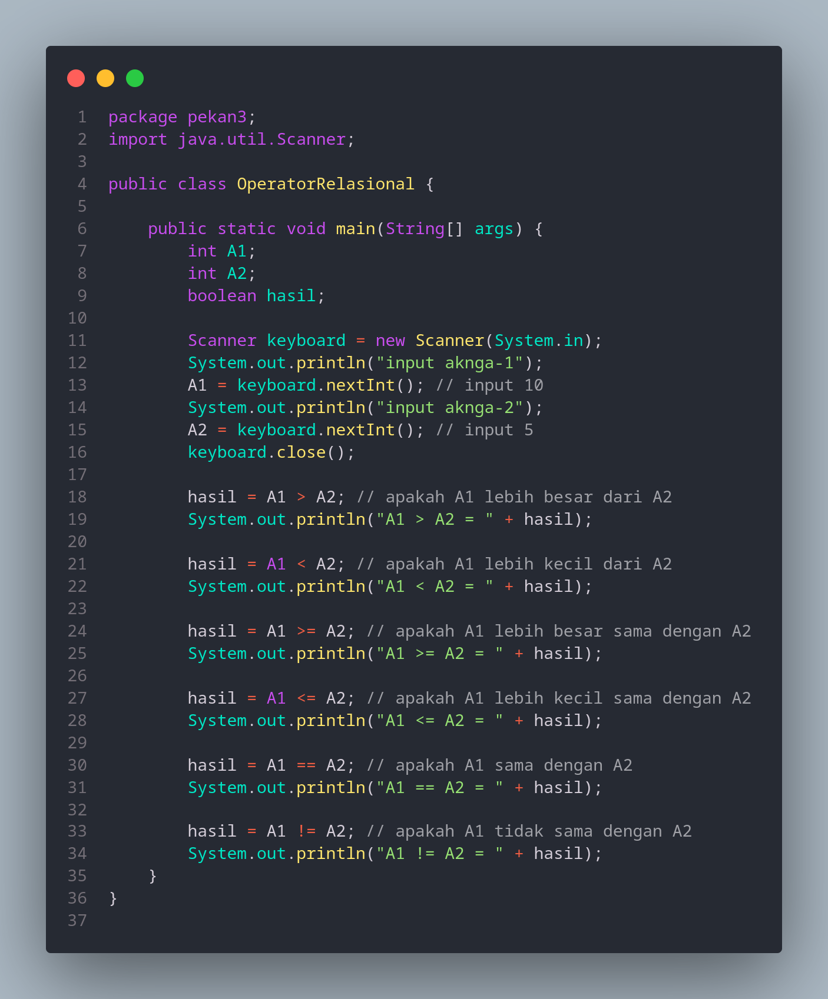 1 package pekan3;
2 import java.util.Scanner;
3
4 public class OperatorRelasional {
5
6     public static void main(String[] args) {
7         int A1;
8         int A2;
9         boolean hasil;
10
11         Scanner keyboard = new Scanner(System.in);
12         System.out.println("input aknga-1");
13         A1 = keyboard.nextInt(); // input 10
14         System.out.println("input aknga-2");
15         A2 = keyboard.nextInt(); // input 5
16         keyboard.close();
17
18         hasil = A1 > A2; // apakah A1 lebih besar dari A2
19         System.out.println("A1 > A2 = " + hasil);
20
21         hasil = A1 < A2; // apakah A1 lebih kecil dari A2
22         System.out.println("A1 < A2 = " + hasil);
23
24         hasil = A1 >= A2; // apakah A1 lebih besar sama dengan A2
25         System.out.println("A1 >= A2 = " + hasil);
26
27         hasil = A1 <= A2; // apakah A1 lebih kecil sama dengan A2
28         System.out.println("A1 <= A2 = " + hasil);
29
30         hasil = A1 == A2; // apakah A1 sama dengan A2
31         System.out.println("A1 == A2 = " + hasil);
32
33         hasil = A1 != A2; // apakah A1 tidak sama dengan A2
34         System.out.println("A1 != A2 = " + hasil);
35     }
36 }
37